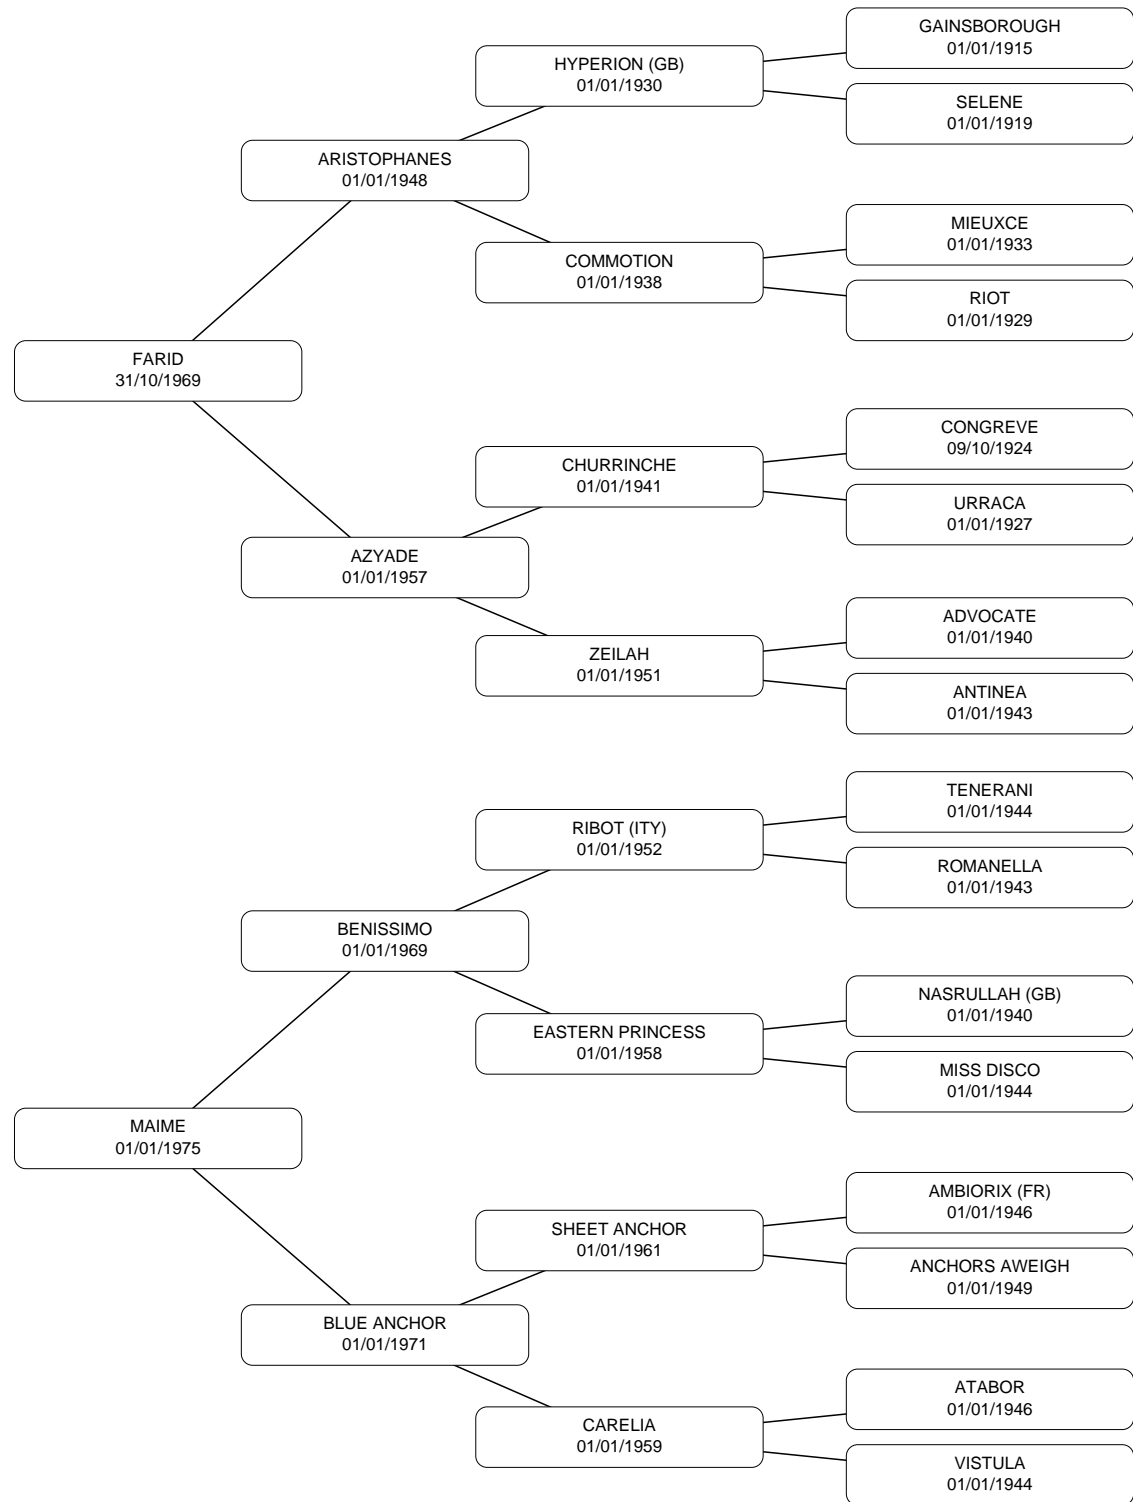 GAINSBOROUGH
01/01/1915
HYPERION (GB)
01/01/1930
SELENE
01/01/1919
ARISTOPHANES
01/01/1948
MIEUXCE
01/01/1933
COMMOTION
01/01/1938
RIOT
01/01/1929
FARID
31/10/1969
CONGREVE
09/10/1924
CHURRINCHE
01/01/1941
URRACA
01/01/1927
AZYADE
01/01/1957
ADVOCATE
01/01/1940
ZEILAH
01/01/1951
ANTINEA
01/01/1943
TENERANI
01/01/1944
RIBOT (ITY)
01/01/1952
ROMANELLA
01/01/1943
BENISSIMO
01/01/1969
NASRULLAH (GB)
01/01/1940
EASTERN PRINCESS
01/01/1958
MISS DISCO
01/01/1944
MAIME
01/01/1975
AMBIORIX (FR)
01/01/1946
SHEET ANCHOR
01/01/1961
ANCHORS AWEIGH
01/01/1949
BLUE ANCHOR
01/01/1971
ATABOR
01/01/1946
CARELIA
01/01/1959
VISTULA
01/01/1944